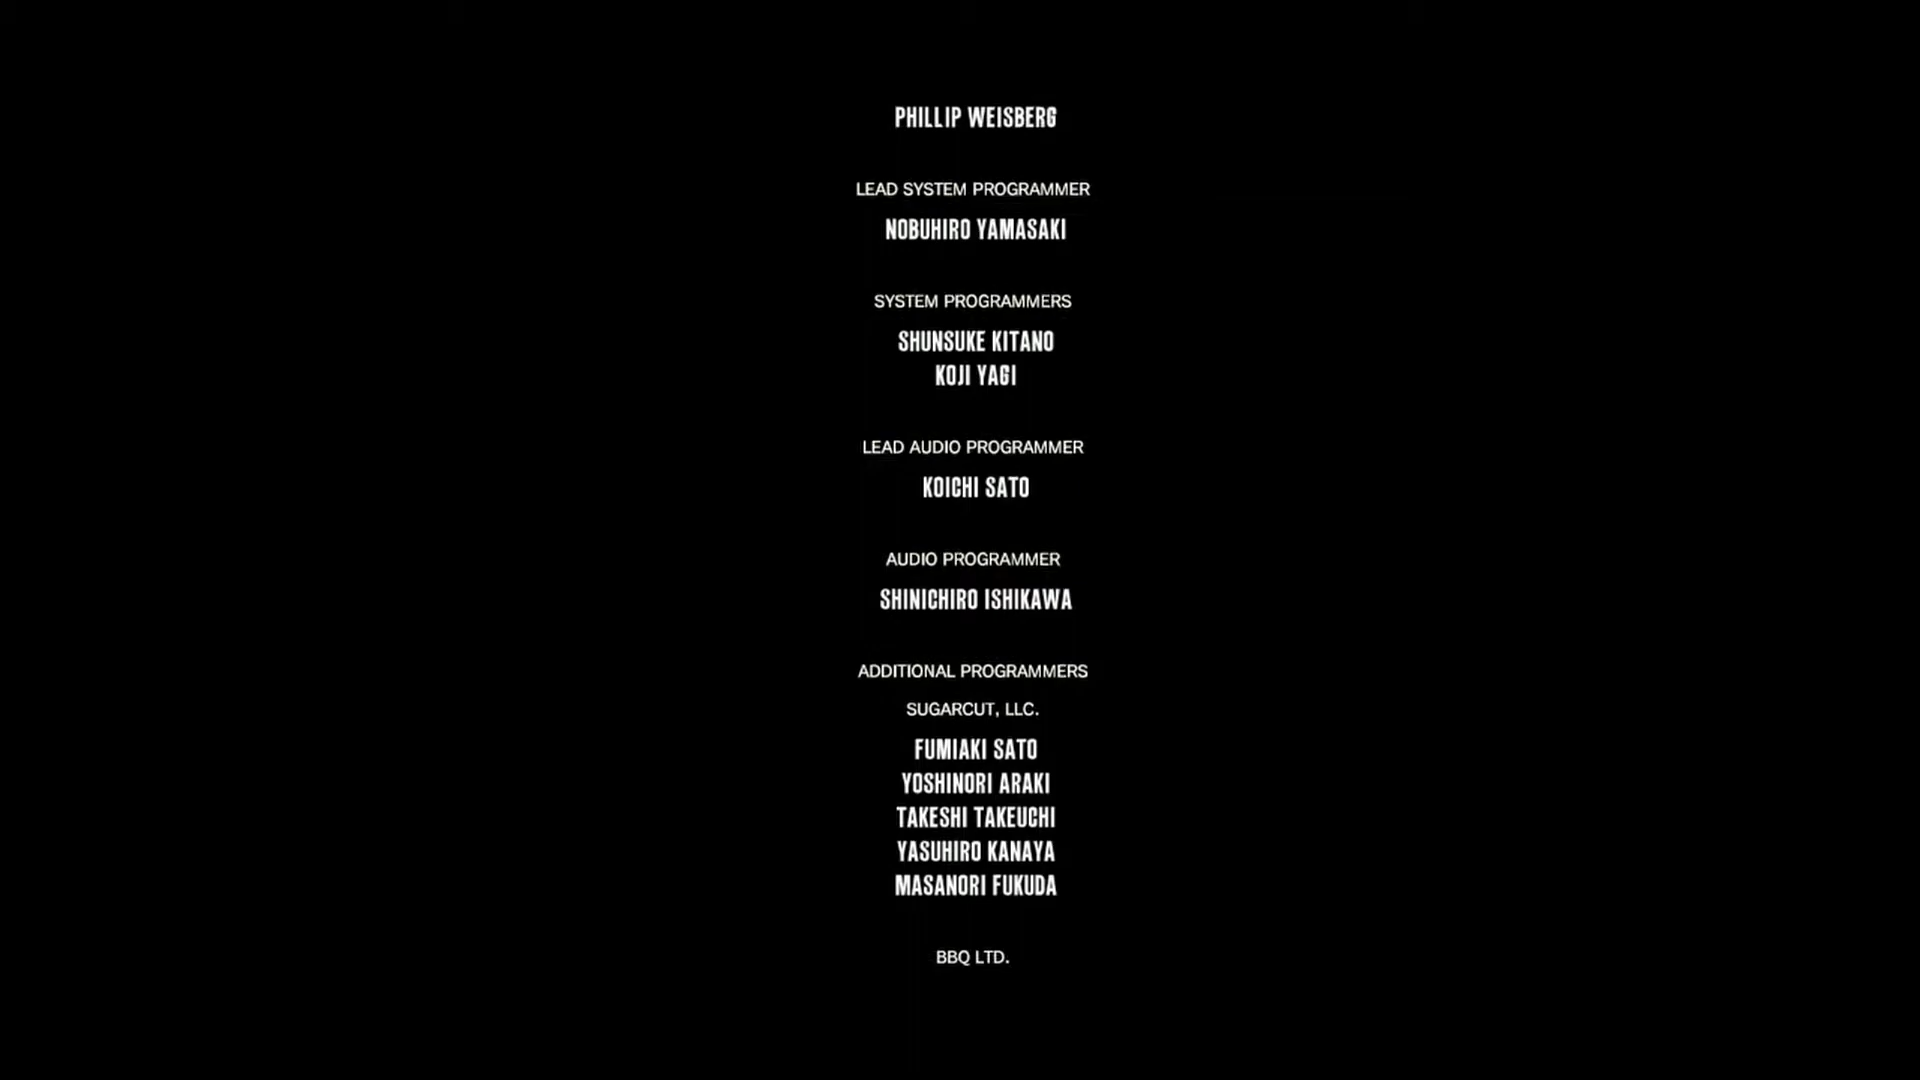 PHILLIP WEISBERG
LEAD SYSTEM PROGRAMMER
NOBUHIRO YAMASAKI
SYSTEM PROGRAMMERS
SHUNSUKE KITANO
KOJI YAGI
LEAD AUDIO PROGRAMMER
KOICHI SATO
AUDIO PROGRAMMER
SHINICHIRO ISHIKAWA
ADDITIONAL PROGRAMMERS
SUGARCUT, LLC.
FUMIAKI SATO
YOSHINORI ARAKI
TAKESHI TAKEUCHI
YASUHIRO KANAYA
MASANORI FUKUDA
BBQ LTD.